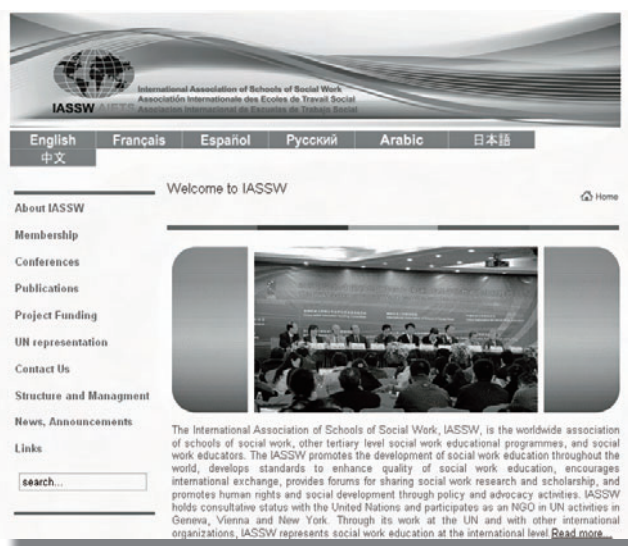 International Association of Schools of Social Work
Associatión Internationale des Ecoles de Travail Social
IASSW AIETS Asociacion Internacional de Escuelas de Trabajo Social
English Français Español Русский Arabic 日本語
中文
Welcome to IASSW
Home
About IASSW
Membership
Conferences
Publications
Project Funding
UN representation
Contact Us
Structure and Managment
News, Announcements
Links
search...
The International Association of Schools of Social Work, IASSW, is the worldwide association
of schools of social work, other tertiary level social work educational programmes, and social
work educators. The IASSW promotes the development of social work education throughout the
world, develops standards to enhance quality of social work education, encourages
international exchange, provides forums for sharing social work research and scholarship, and
promotes human rights and social development through policy and advocacy activities. IASSW
holds consultative status with the United Nations and participates as an NGO in UN activities in
Geneva, Vienna and New York. Through its work at the UN and with other international
organizations, IASSW represents social work education at the international level Read more...